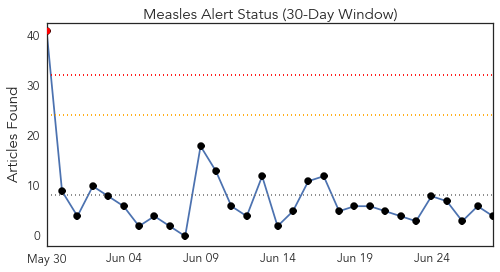 Measles Alert Status (30-Day Window)
Articles Found
40
30
20
10
0
May 30
Jun 04
Jun 09
Jun 14
Jun 19
Jun 24